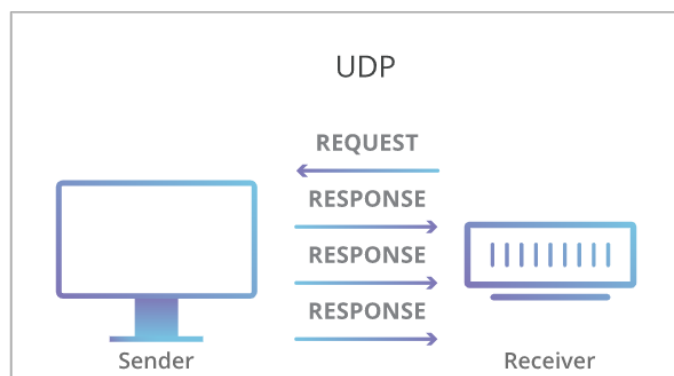 UDP
REQUEST
RESPONSE
RESPONSE
RESPONSE
Sender
Receiver